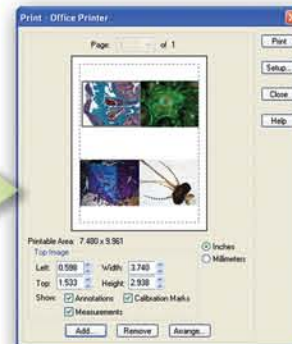 Print - Office Printer
Page: 1 of 1
Print
Setup...
Close
Help
Printable Area: 7.480 x 9.961
Inches
Millimeters
Top Image
Left: 0.598 Width: 3.740
Top: 1.533 Height: 2.938
Show: Annotations Calibration Marks
Measurements
Add... Remove Arrange...